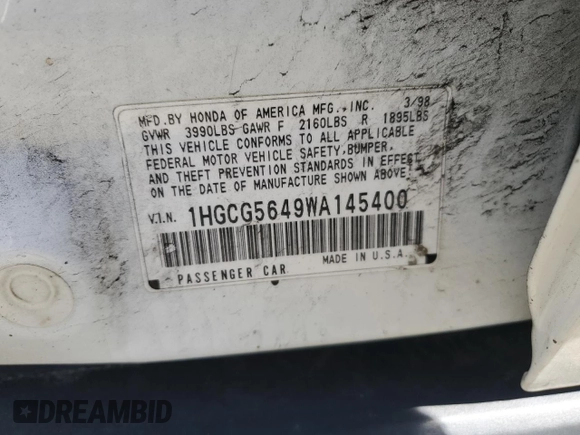 MFD.BY HONDA OF AMERICA MFG.,INC. 3/98
GVWR 3990LBS GAWR F 2160LBS R 1895LBS
THIS VEHICLE CONFORMS TO ALL APPLICABLE
FEDERAL MOTOR VEHICLE SAFETY,BUMPER,
AND THEFT PREVENTION STANDARDS IN EFFECT
ON THE DATE OF MANUFACTURE SHOWN ABOVE.
V.I.N. 1HGCG5649WA145400
PASSENGER CAR MADE IN U.S.A.
DREAMBID